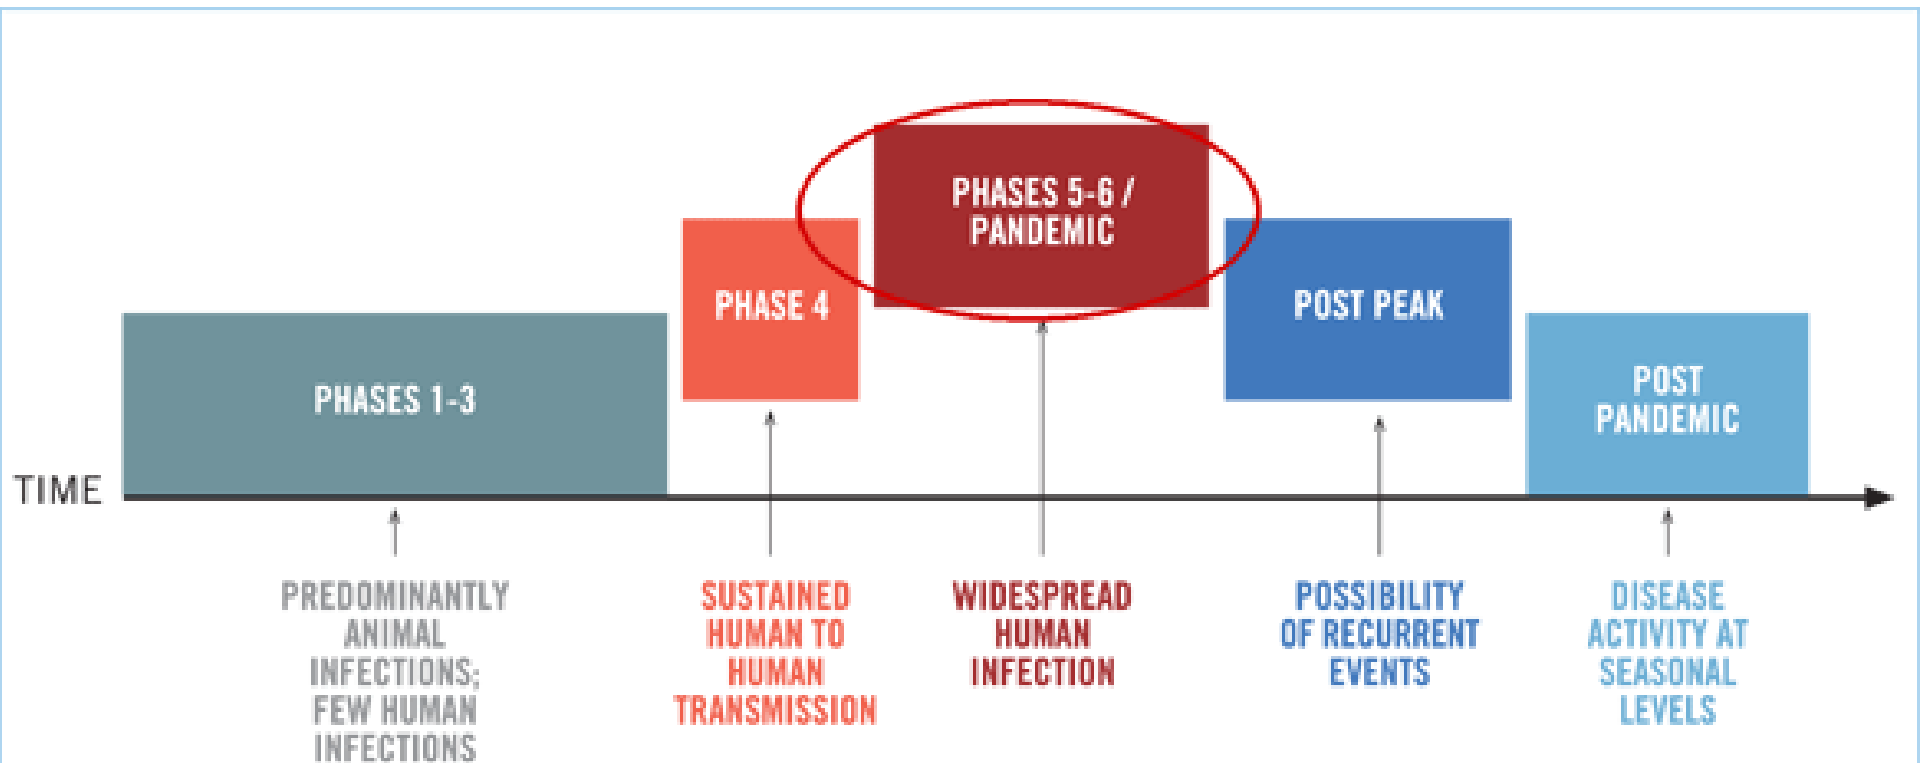 PHASES 5-6 /
PANDEMIC
PHASE 4
POST PEAK
PHASES 1-3
POST
PANDEMIC
TIME
PREDOMINANTLY
ANIMAL
INFECTIONS;
FEW HUMAN
INFECTIONS
SUSTAINED
HUMAN TO
HUMAN
TRANSMISSION
WIDESPREAD
HUMAN
INFECTION
POSSIBILITY
OF RECURRENT
EVENTS
DISEASE
ACTIVITY AT
SEASONAL
LEVELS